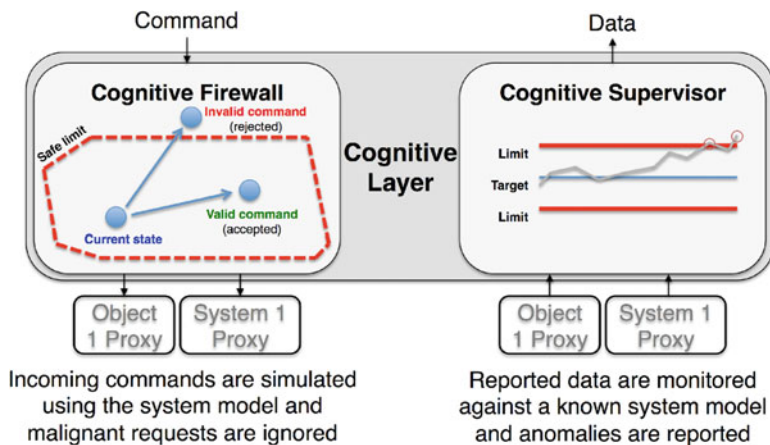 Command
Data
Cognitive Firewall
Invalid command
(rejected)
Safe limit
Valid command
(accepted)
Current state
Cognitive
Layer
Cognitive Supervisor
Limit
Target
Limit
Object
1 Proxy
System 1
Proxy
Object
1 Proxy
System 1
Proxy
Incoming commands are simulated
using the system model and
malignant requests are ignored
Reported data are monitored
against a known system model
and anomalies are reported